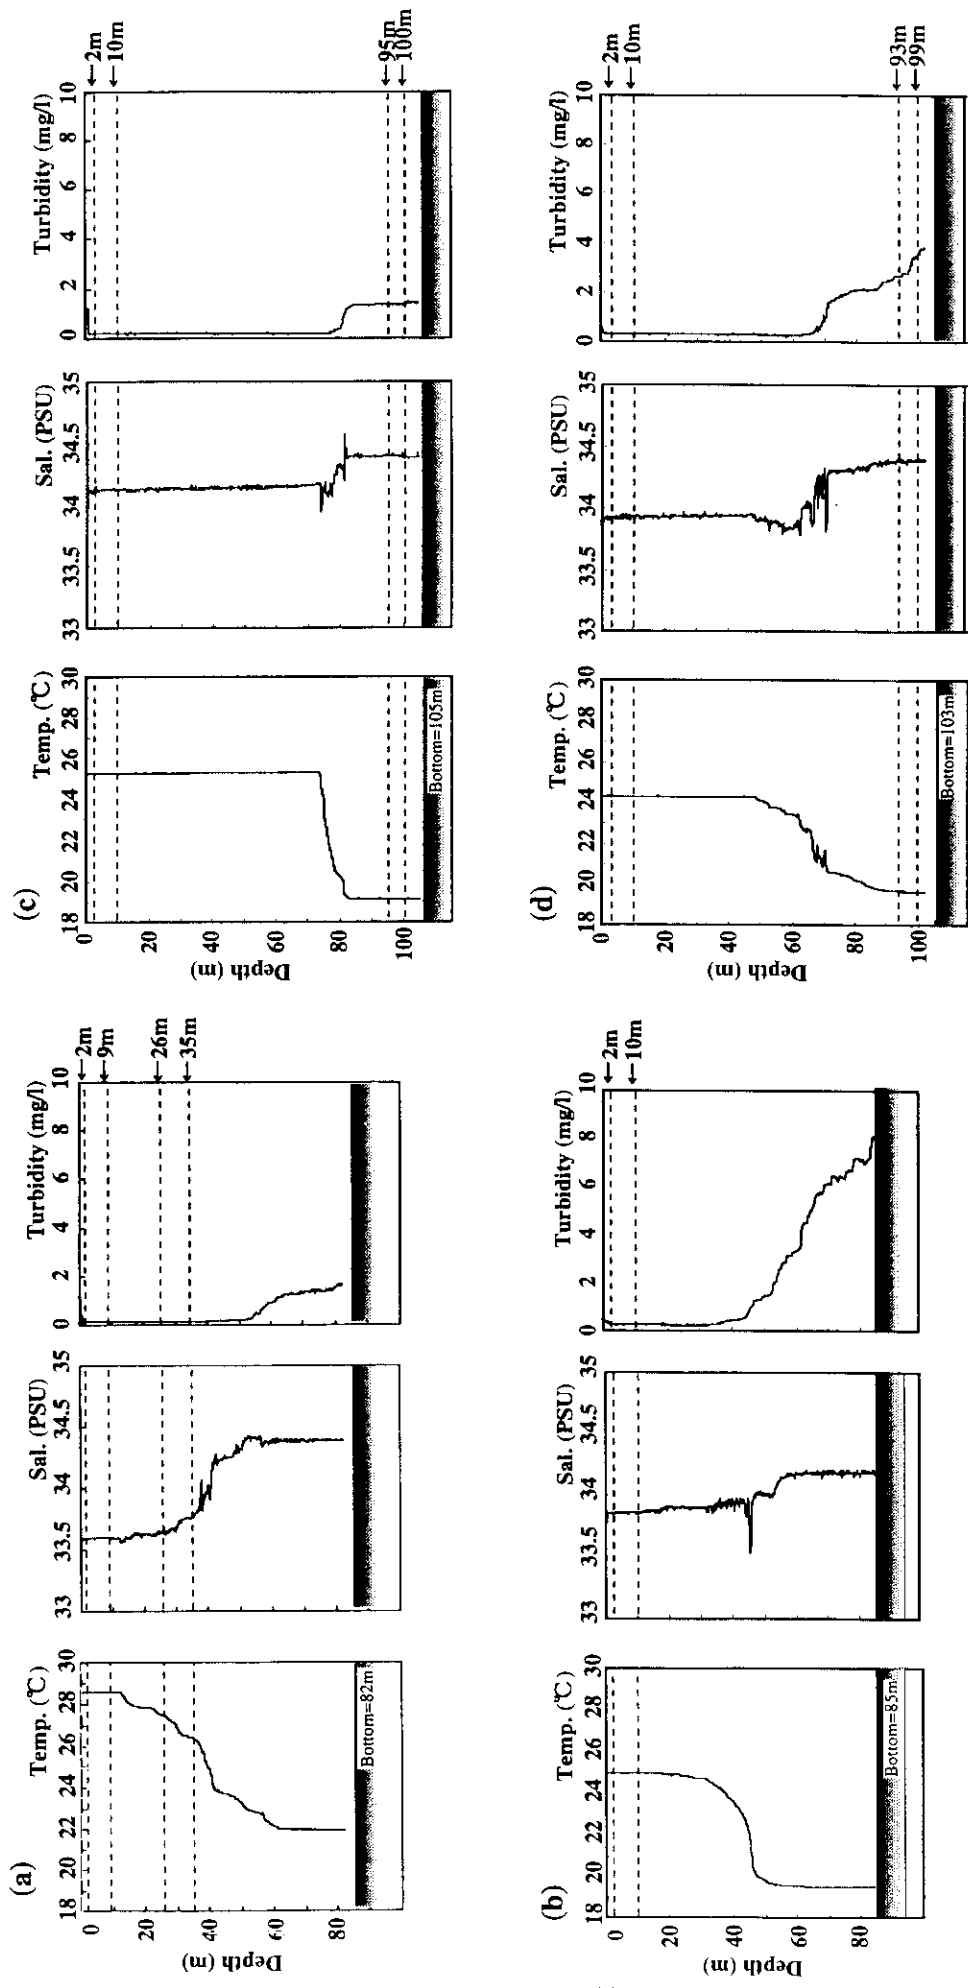 (a)
Temp. (℃)
18 20 22 24 26 28 30
Sal. (PSU)
33 33.5 34 34.5 35
Turbidity (mg/l)
0 2 4 6 8 10
Depth (m)
0
20
40
60
80
2m
9m
26m
35m
Bottom=82m
(c)
Temp. (℃)
18 20 22 24 26 28 30
Sal. (PSU)
33 33.5 34 34.5 35
Turbidity (mg/l)
0 2 4 6 8 10
Depth (m)
0
20
40
60
80
100
2m
10m
95m
100m
Bottom=105m
(b)
Temp. (℃)
18 20 22 24 26 28 30
Sal. (PSU)
33 33.5 34 34.5 35
Turbidity (mg/l)
0 2 4 6 8 10
Depth (m)
0
20
40
60
80
2m
10m
Bottom=85m
(d)
Temp. (℃)
18 20 22 24 26 28 30
Sal. (PSU)
33 33.5 34 34.5 35
Turbidity (mg/l)
0 2 4 6 8 10
Depth (m)
0
20
40
60
80
100
2m
10m
93m
99m
Bottom=103m